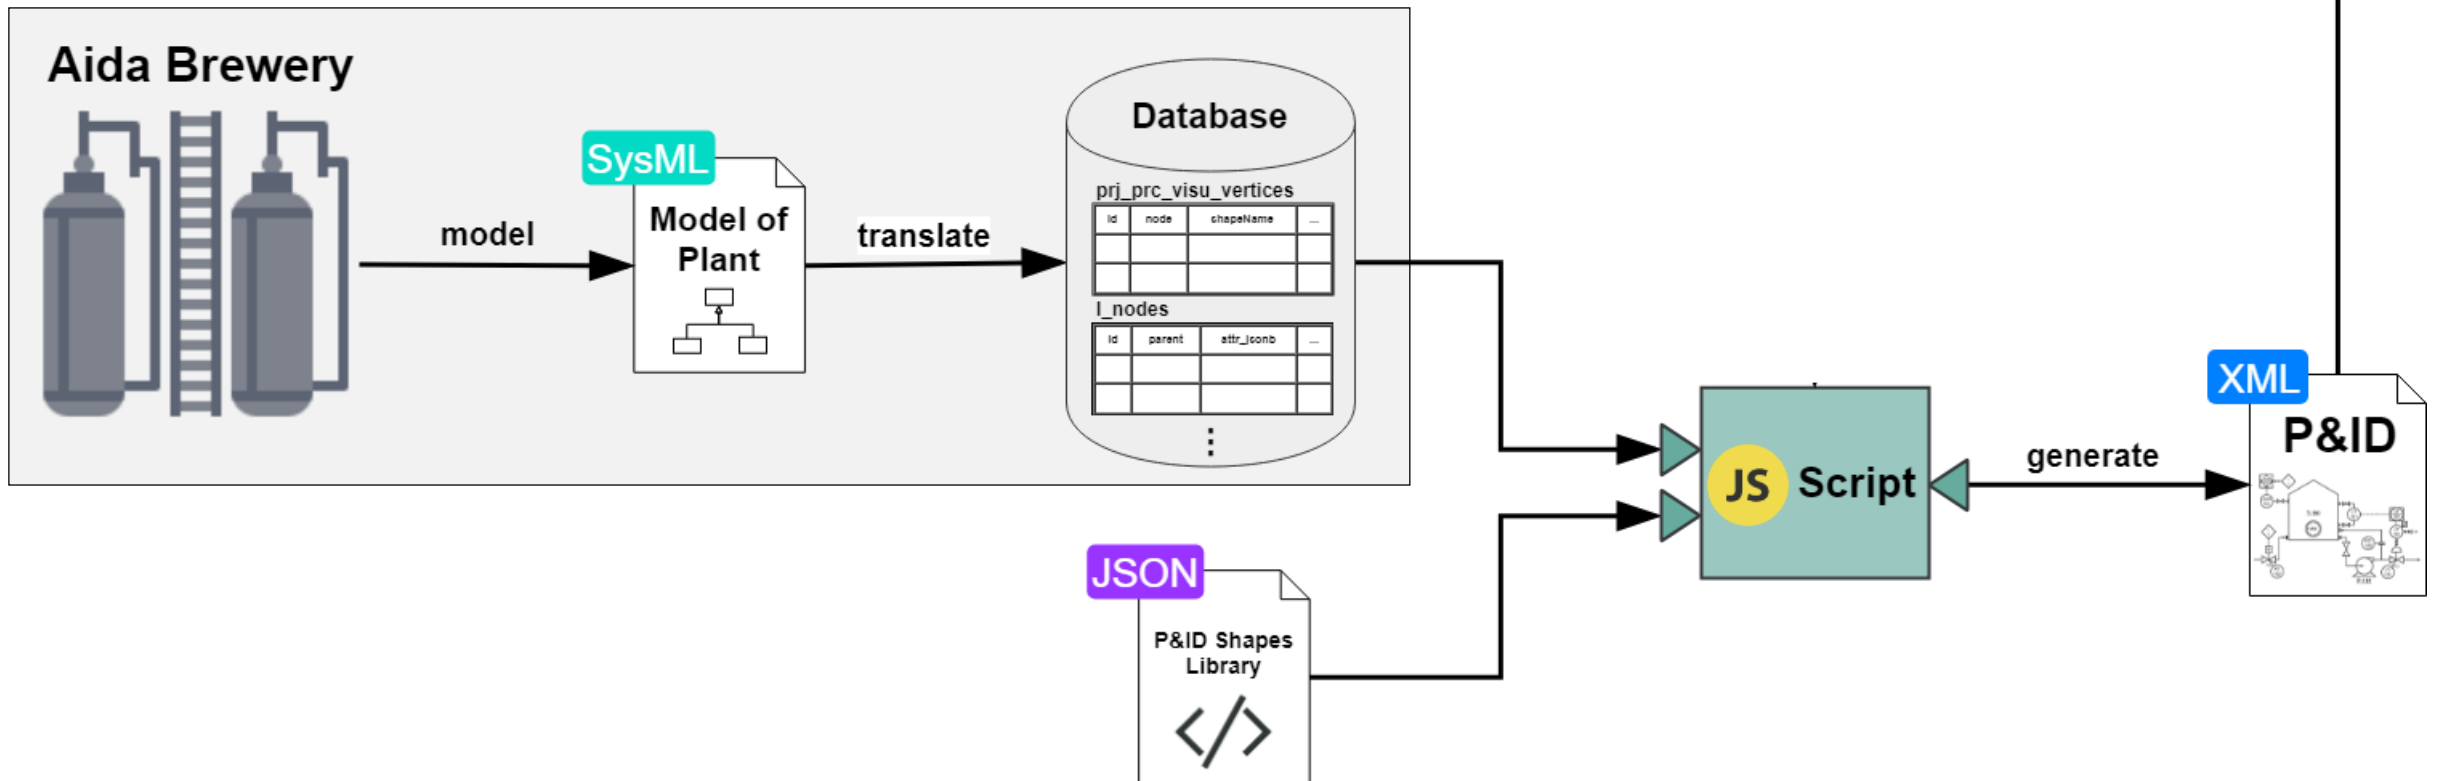 Aida Brewery
model
SysML
Model of
Plant
translate
Database
prj_prc_visu_vertices
id node shapeName ...
l_nodes
id parent attr_jsonb ...
JSON
P&ID Shapes
Library
</>
JS Script
generate
XML
P&ID